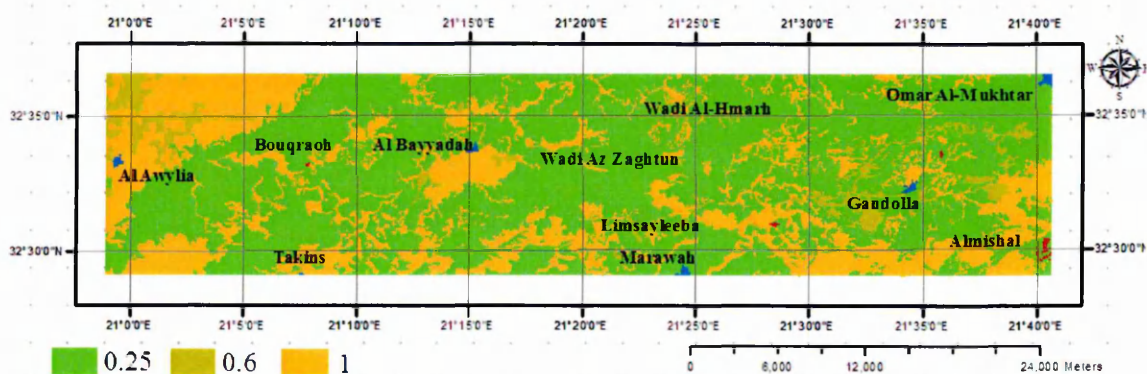 21°0'0"E 21°5'0"E 21°10'0"E 21°15'0"E 21°20'0"E 21°25'0"E 21°30'0"E 21°35'0"E 21°40'0"E
N
W E
S
Omar Al-Mukhtar
Wadi Al-Hmarh
32°35'0"N 32°35'0"N
Bouqraoh Al Bayyadah
Wadi Az Zaghtun
Al Awylia
Gandolla
Limsayleeba
Almishal
32°30'0"N 32°30'0"N
Takins Marawah
21°0'0"E 21°5'0"E 21°10'0"E 21°15'0"E 21°20'0"E 21°25'0"E 21°30'0"E 21°35'0"E 21°40'0"E
0.25 0.6 1
0 6,000 12,000 24,000 Meters